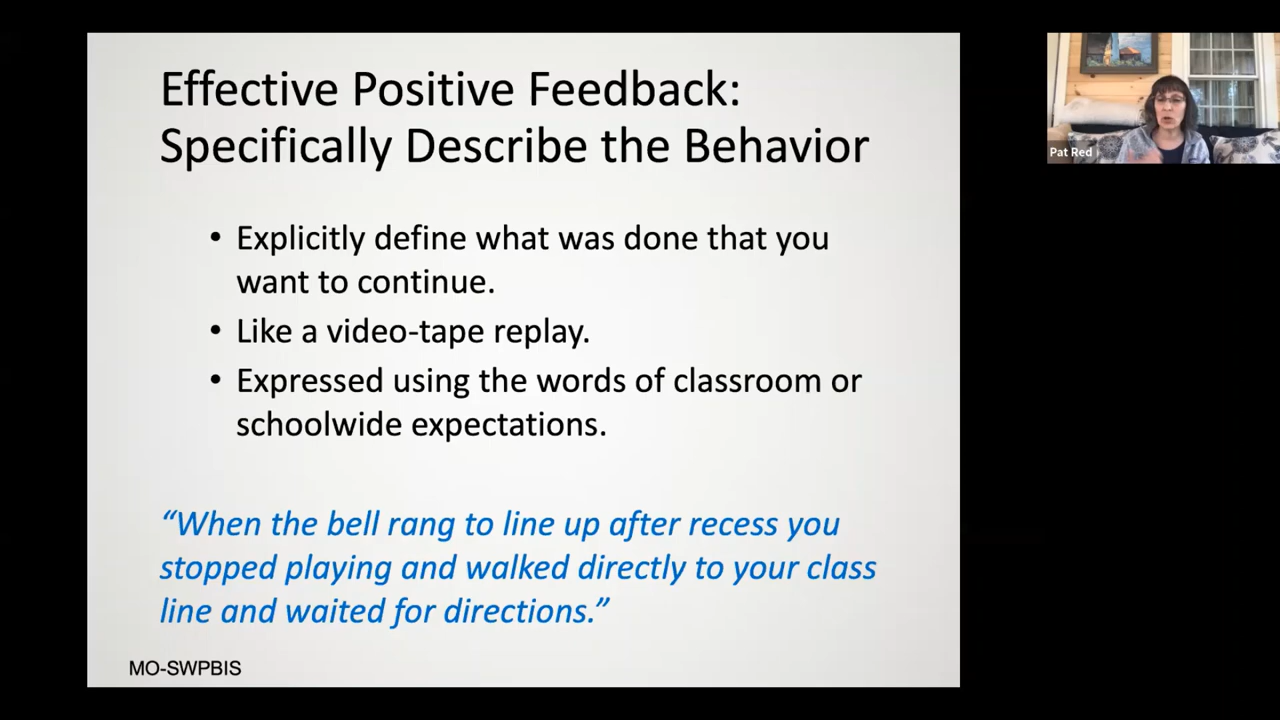 Effective Positive Feedback:
Specifically Describe the Behavior
• Explicitly define what was done that you
want to continue.
• Like a video-tape replay.
• Expressed using the words of classroom or
schoolwide expectations.
“When the bell rang to line up after recess you
stopped playing and walked directly to your class
line and waited for directions.”
MO-SWPBIS
Pat Red